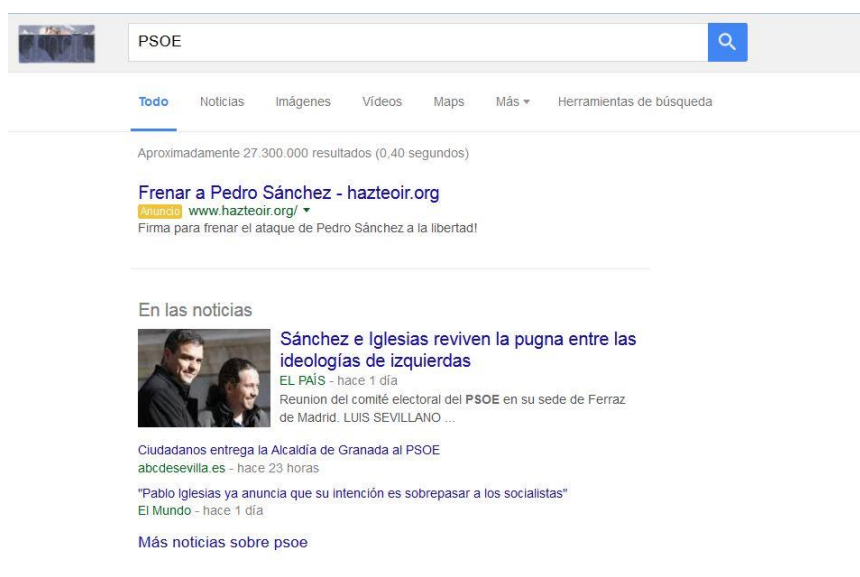 PSOE
Todo Noticias Imágenes Vídeos Maps Más Herramientas de búsqueda
Aproximadamente 27.300.000 resultados (0,40 segundos)
Frenar a Pedro Sánchez - hazteoir.org
Anuncio www.hazteoir.org/
Firma para frenar el ataque de Pedro Sánchez a la libertad!
En las noticias
Sánchez e Iglesias reviven la pugna entre las
ideologías de izquierdas
EL PAÍS - hace 1 día
Reunion del comité electoral del PSOE en su sede de Ferraz
de Madrid. LUIS SEVILLANO ...
Ciudadanos entrega la Alcaldía de Granada al PSOE
abcdesevilla.es - hace 23 horas
"Pablo Iglesias ya anuncia que su intención es sobrepasar a los socialistas"
El Mundo - hace 1 día
Más noticias sobre psoe